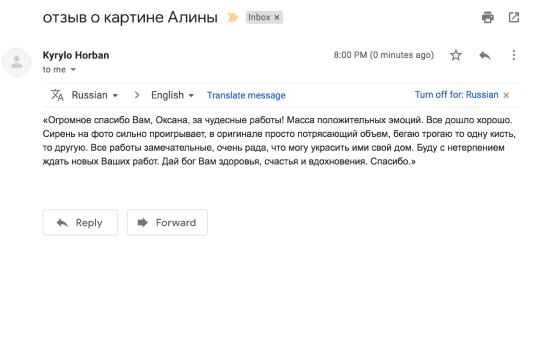 отзыв о картине Алины Inbox ×
Kyrylo Horban 8:00 PM (0 minutes ago)
to me
Russian English Translate message Turn off for: Russian ×
«Огромное спасибо Вам, Оксана, за чудесные работы! Масса положительных эмоций. Все дошло хорошо.
Сирень на фото сильно проигрывает, в оригинале просто потрясающий объем, бегаю трогаю то одну кисть,
то другую. Все работы замечательные, очень рада, что могу украсить ими свой дом. Буду с нетерпением
ждать новых Ваших работ. Дай бог Вам здоровья, счастья и вдохновения. Спасибо.»
Reply Forward